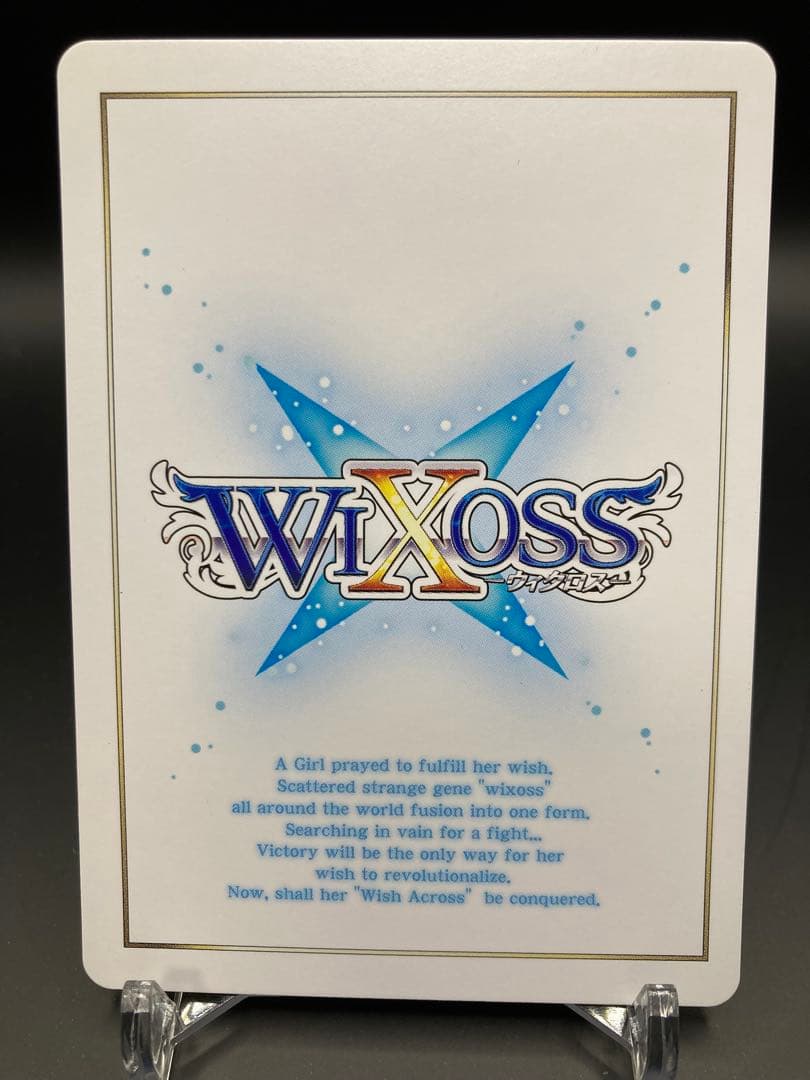 WIXOSS
-ウィクロス-
A Girl prayed to fulfill her wish.
Scattered strange gene "wixoss"
all around the world fusion into one form.
Searching in vain for a fight...
Victory will be the only way for her
wish to revolutionalize.
Now, shall her "Wish Across" be conquered.